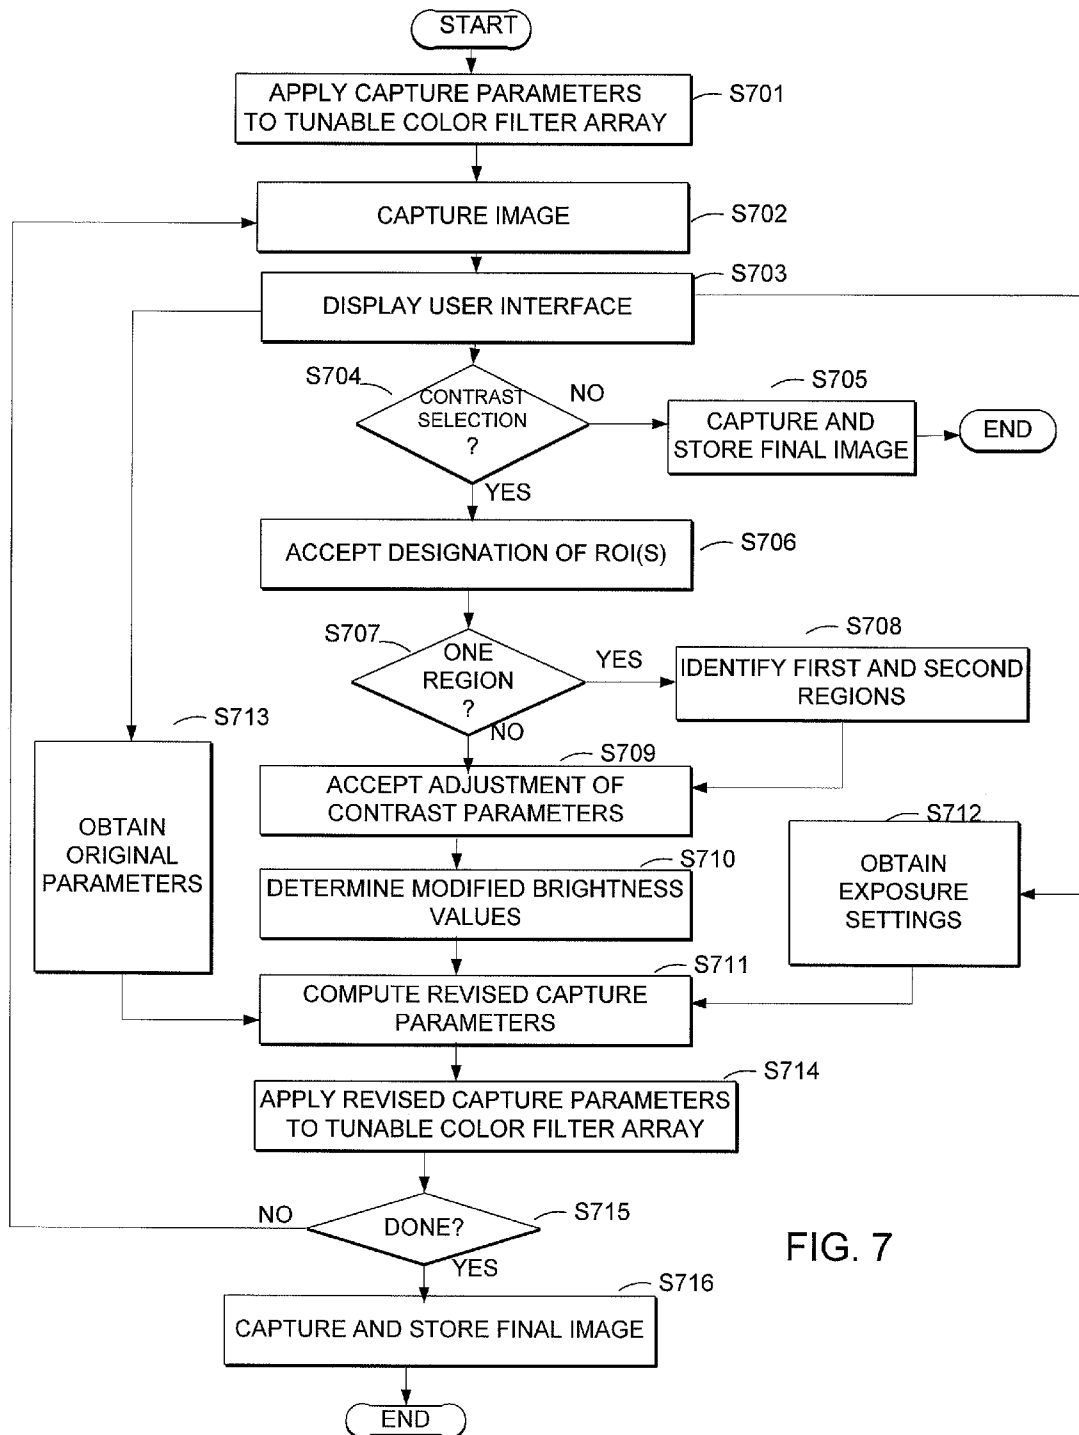 START
APPLY CAPTURE PARAMETERS
TO TUNABLE COLOR FILTER ARRAY
S701
CAPTURE IMAGE
S702
DISPLAY USER INTERFACE
S703
S704
CONTRAST
SELECTION
?
NO
YES
S705
CAPTURE AND
STORE FINAL IMAGE
END
ACCEPT DESIGNATION OF ROI(S)
S706
S707
ONE
REGION
?
YES
NO
S708
IDENTIFY FIRST AND SECOND
REGIONS
S713
OBTAIN
ORIGINAL
PARAMETERS
S709
ACCEPT ADJUSTMENT OF
CONTRAST PARAMETERS
S710
DETERMINE MODIFIED BRIGHTNESS
VALUES
S712
OBTAIN
EXPOSURE
SETTINGS
S711
COMPUTE REVISED CAPTURE
PARAMETERS
S714
APPLY REVISED CAPTURE PARAMETERS
TO TUNABLE COLOR FILTER ARRAY
NO
DONE?
S715
YES
FIG. 7
S716
CAPTURE AND STORE FINAL IMAGE
END